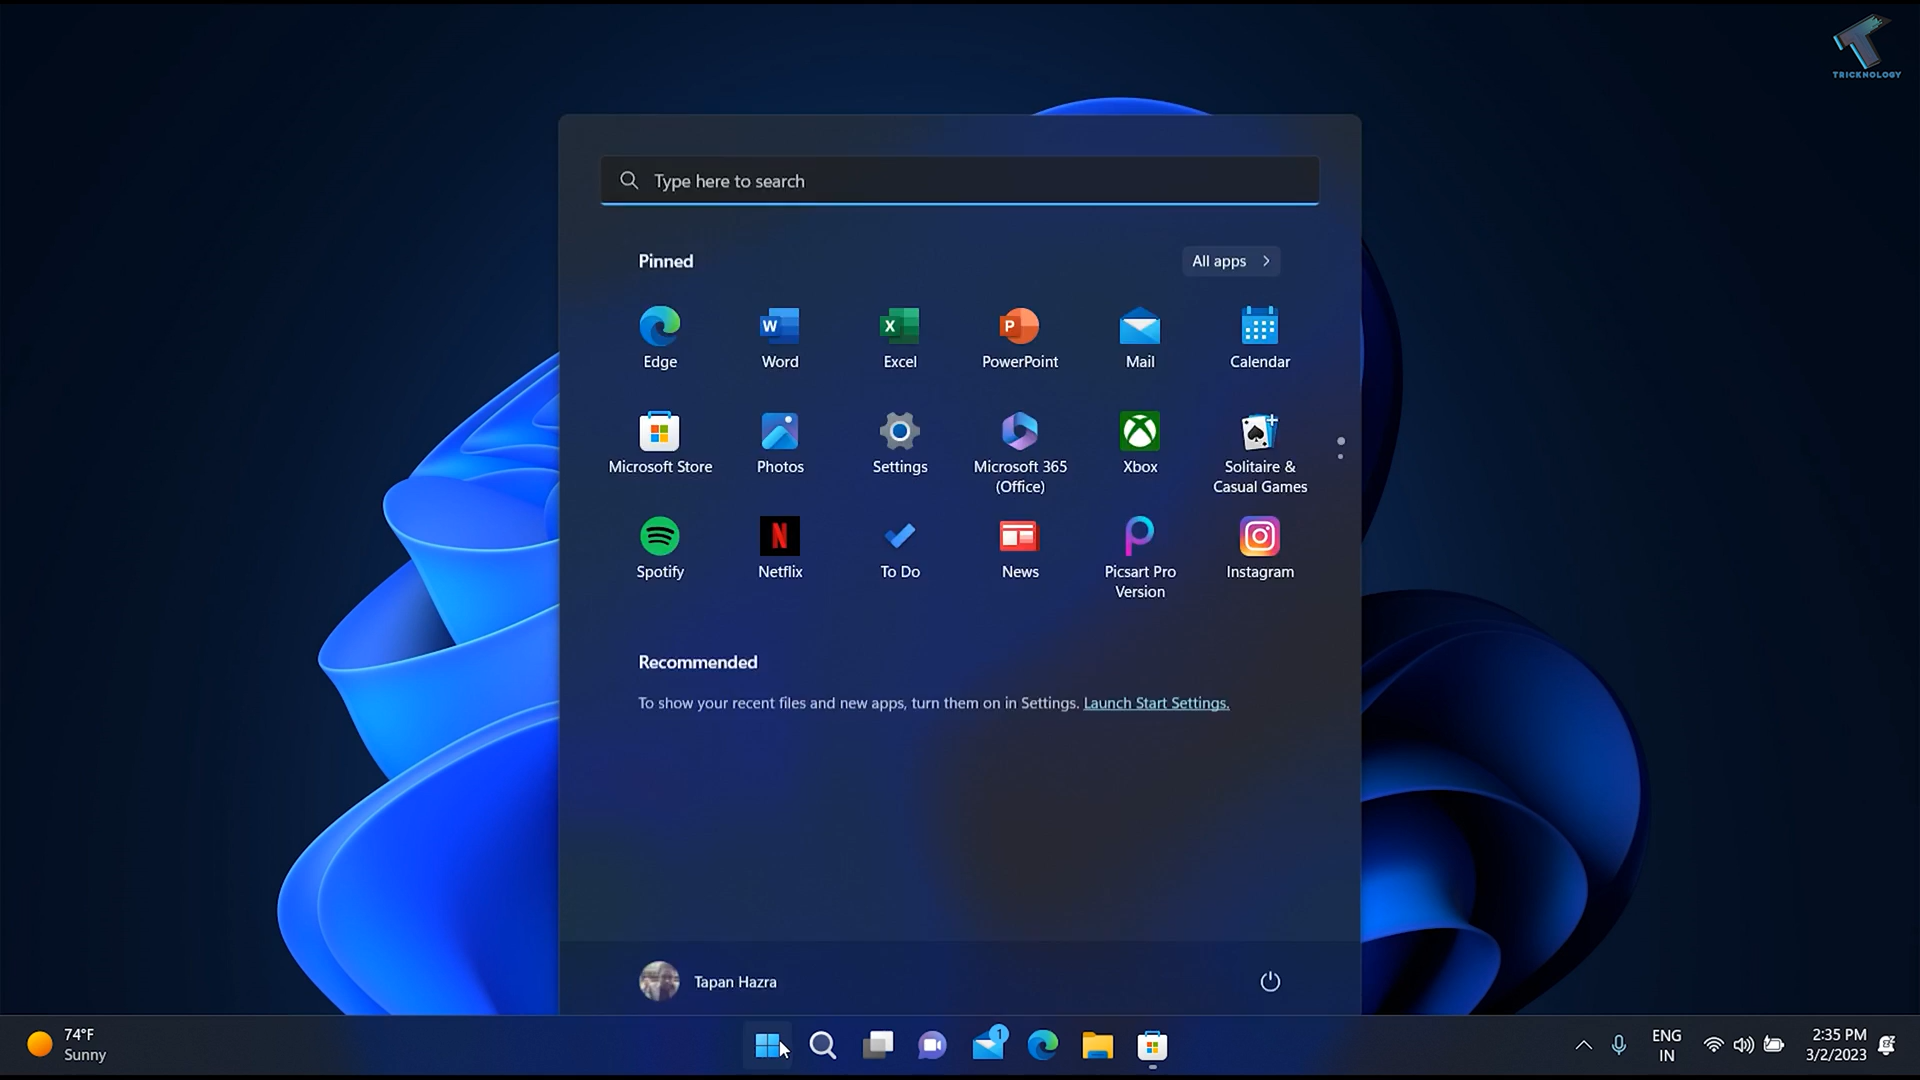 TRICKNOLOGY
Type here to search
Pinned
All apps
Edge
Word
Excel
PowerPoint
Mail
Calendar
Microsoft Store
Photos
Settings
Microsoft 365
(Office)
Xbox
Solitaire &
Casual Games
Spotify
Netflix
To Do
News
Picsart Pro
Version
Instagram
Recommended
To show your recent files and new apps, turn them on in Settings. Launch Start Settings.
Tapan Hazra
74°F
Sunny
1
ENG
IN
2:35 PM
3/2/2023